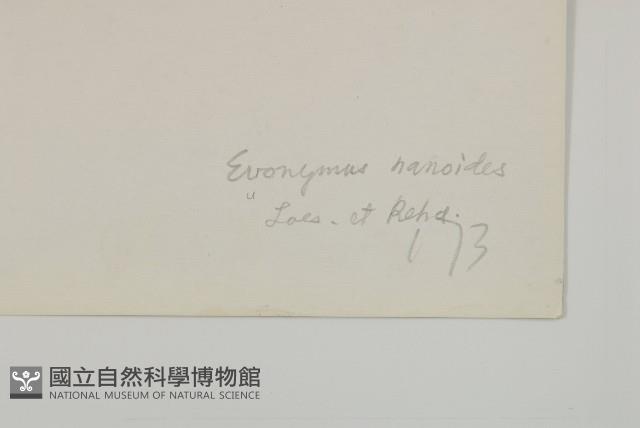 Evonymus nanoides
" Loes. et Rehd.
173
國立自然科學博物館
NATIONAL MUSEUM OF NATURAL SCIENCE